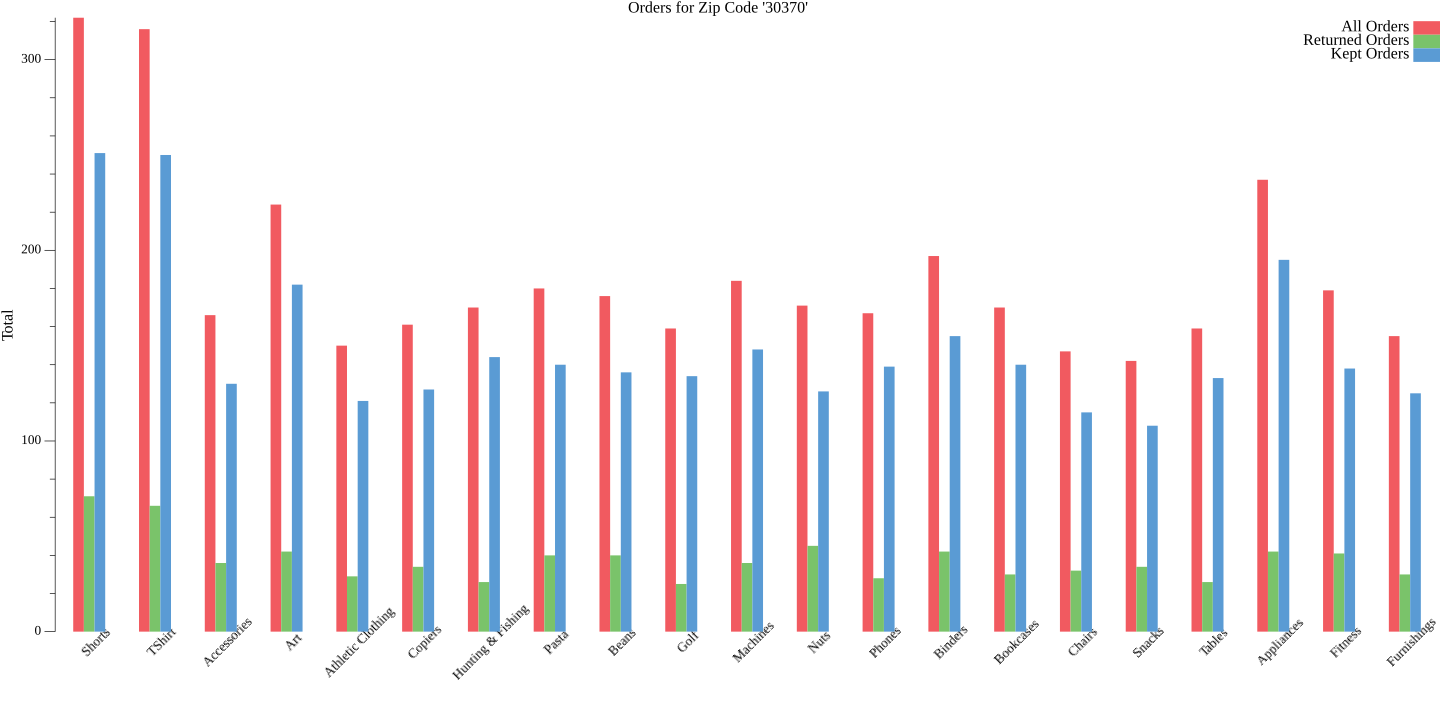 Orders for Zip Code '30370'
All Orders
Returned Orders
Kept Orders
Total
300
200
100
0
Shorts
TShirt
Accessories
Art
Athletic Clothing
Copiers
Hunting & Fishing
Pasta
Beans
Golf
Machines
Nuts
Phones
Binders
Bookcases
Chairs
Snacks
Tables
Appliances
Fitness
Furnishings